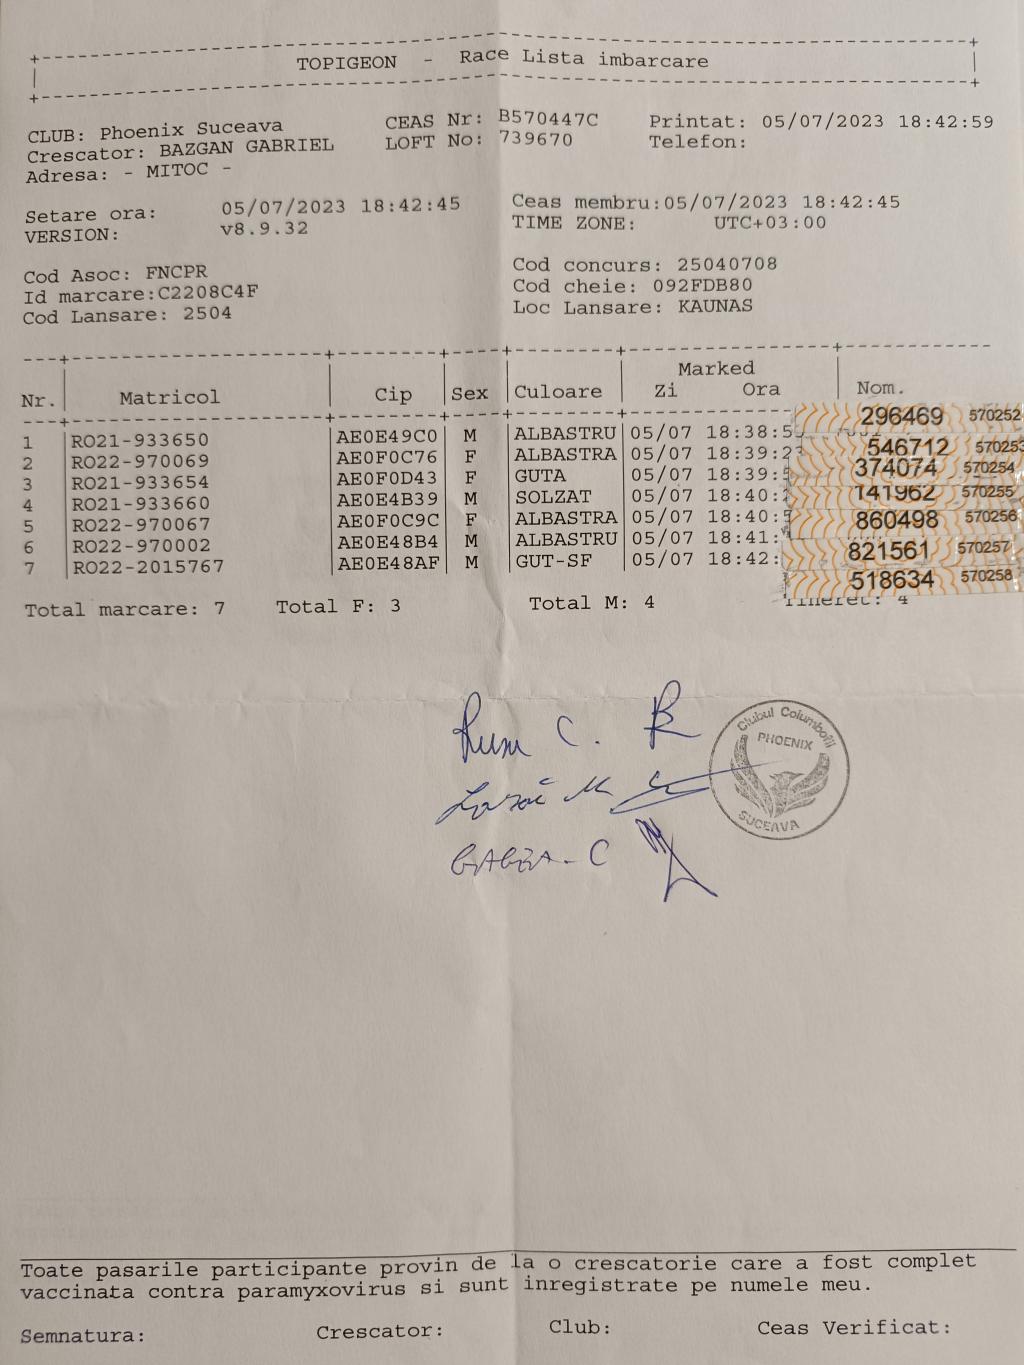 TOPIGEON - Race Lista imbarcare
CLUB: Phoenix Suceava CEAS Nr: B570447C Printat: 05/07/2023 18:42:59
Crescator: BAZGAN GABRIEL LOFT No: 739670 Telefon:
Adresa: - MITOC -
Setare ora: 05/07/2023 18:42:45 Ceas membru:05/07/2023 18:42:45
VERSION: v8.9.32 TIME ZONE: UTC+03:00
Cod Asoc: FNCPR Cod concurs: 25040708
Id marcare:C2208C4F Cod cheie: 092FDB80
Cod Lansare: 2504 Loc Lansare: KAUNAS
Marked
Nr. Matricol Cip Sex Culoare Zi Ora Nom.
1 RO21-933650 AE0E49C0 M ALBASTRU 05/07 18:38:5 296469 570252
2 RO22-970069 AE0F0C76 F ALBASTRA 05/07 18:39:2 546712 570253
3 RO21-933654 AE0F0D43 F GUTA 05/07 18:39: 374074 570254
4 RO21-933660 AE0E4B39 M SOLZAT 05/07 18:40: 141962 570255
5 RO22-970067 AE0F0C9C F ALBASTRA 05/07 18:40: 860498 570256
6 RO22-970002 AE0E48B4 M ALBASTRU 05/07 18:41: 821561 570257
7 RO22-2015767 AE0E48AF M GUT-SF 05/07 18:42: 518634 570258
Total marcare: 7 Total F: 3 Total M: 4 Tineret: 4
Clubul Columbofil
PHOENIX
SUCEAVA
Toate pasarile participante provin de la o crescatorie care a fost complet
vaccinata contra paramyxovirus si sunt inregistrate pe numele meu.
Semnatura: Crescator: Club: Ceas Verificat: